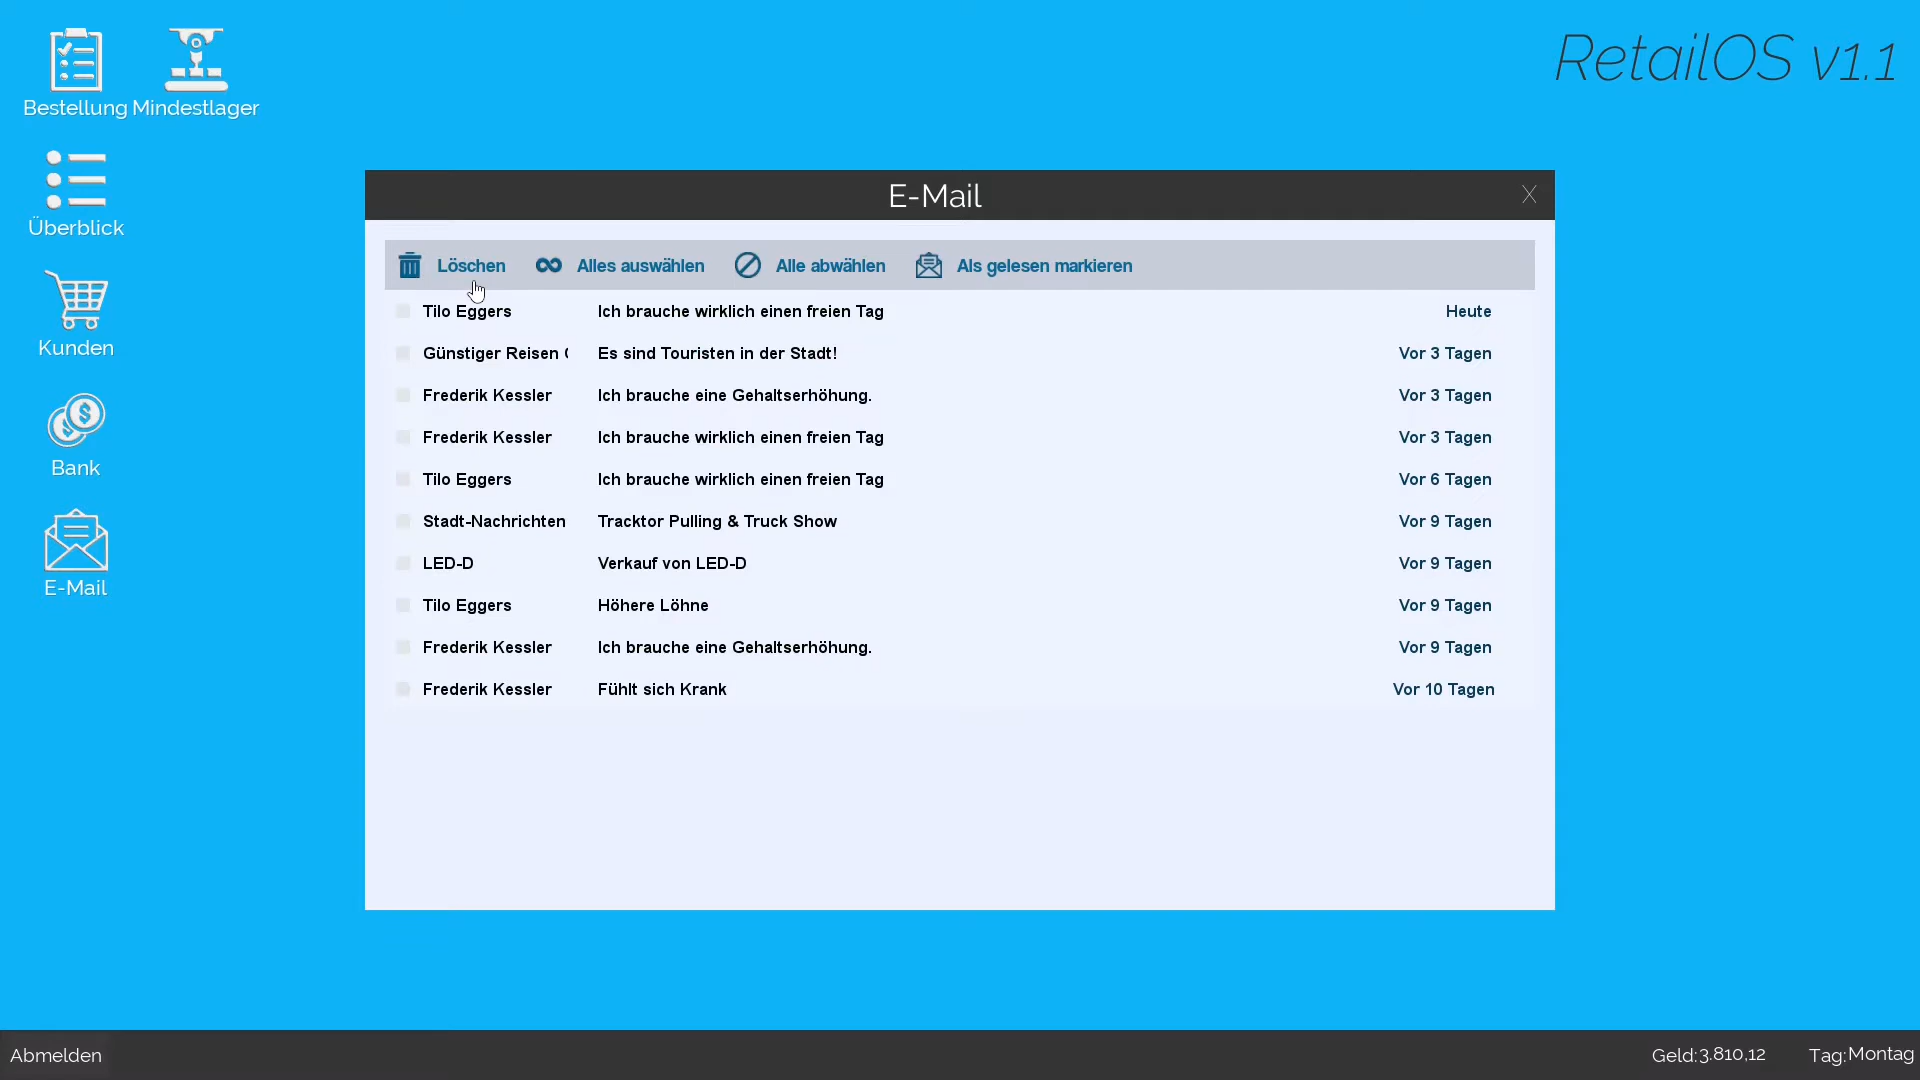 RetailOS v1.1
Bestellung
Mindestlager
Überblick
Kunden
Bank
E-Mail
E-Mail
X
Löschen
Alles auswählen
Alle abwählen
Als gelesen markieren
Tilo Eggers Ich brauche wirklich einen freien Tag Heute
Günstiger Reisen Es sind Touristen in der Stadt! Vor 3 Tagen
Frederik Kessler Ich brauche eine Gehaltserhöhung. Vor 3 Tagen
Frederik Kessler Ich brauche wirklich einen freien Tag Vor 3 Tagen
Tilo Eggers Ich brauche wirklich einen freien Tag Vor 6 Tagen
Stadt-Nachrichten Tracktor Pulling & Truck Show Vor 9 Tagen
LED-D Verkauf von LED-D Vor 9 Tagen
Tilo Eggers Höhere Löhne Vor 9 Tagen
Frederik Kessler Ich brauche eine Gehaltserhöhung. Vor 9 Tagen
Frederik Kessler Fühlt sich Krank Vor 10 Tagen
Abmelden
Geld: 3.810,12
Tag: Montag